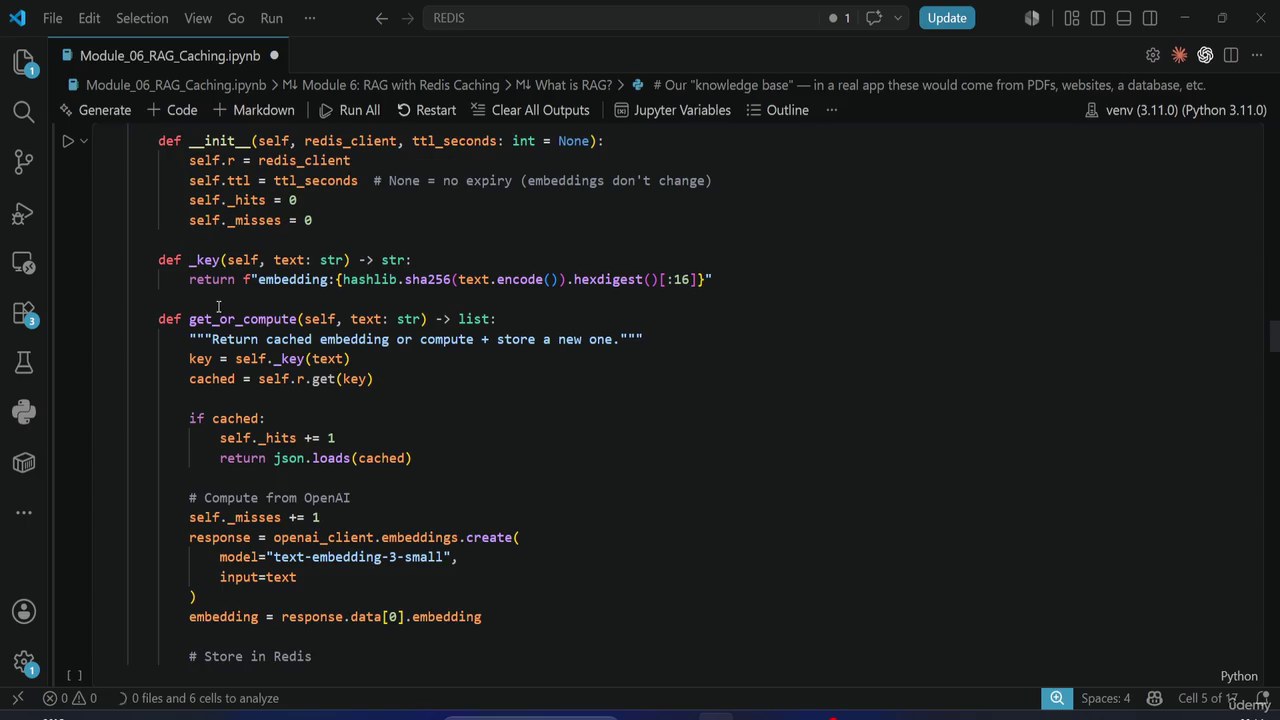 File Edit Selection View Go Run ··· REDIS 1 Update
Module_06_RAG_Caching.ipynb
Module_06_RAG_Caching.ipynb > M↓ Module 6: RAG with Redis Caching > M↓ What is RAG? > # Our "knowledge base" — in a real app these would come from PDFs, websites, a database, etc.
Generate + Code + Markdown Run All Restart Clear All Outputs Jupyter Variables Outline ··· venv (3.11.0) (Python 3.11.0)
def __init__(self, redis_client, ttl_seconds: int = None):
self.r = redis_client
self.ttl = ttl_seconds # None = no expiry (embeddings don't change)
self._hits = 0
self._misses = 0
def _key(self, text: str) -> str:
return f"embedding:{hashlib.sha256(text.encode()).hexdigest()[:16]}"
def get_or_compute(self, text: str) -> list:
"""Return cached embedding or compute + store a new one."""
key = self._key(text)
cached = self.r.get(key)
if cached:
self._hits += 1
return json.loads(cached)
# Compute from OpenAI
self._misses += 1
response = openai_client.embeddings.create(
model="text-embedding-3-small",
input=text
)
embedding = response.data[0].embedding
# Store in Redis
[ ] Python
0 0 0 files and 6 cells to analyze Spaces: 4 Cell 5 of 17
udemy
1
3
1